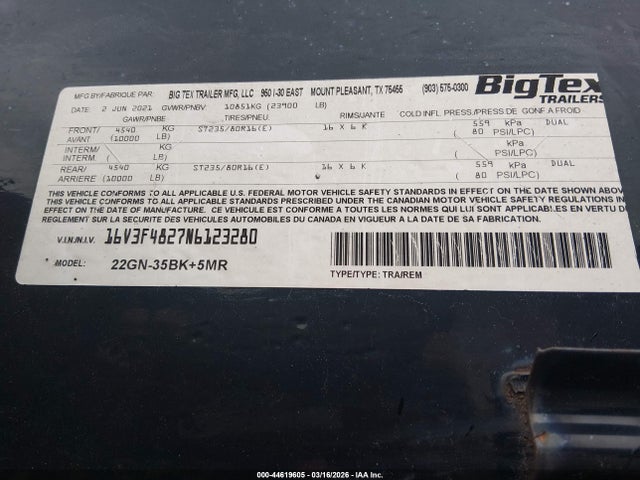 MFG.BY/FABRIQUE PAR: BIG TEX TRAILER MFG, LLC 950 I-30 EAST MOUNT PLEASANT, TX 75455 (903) 575-0300 BigTex
TRAILERS
DATE: 2 JUN 2021 GVWR/PNBV: 10851KG (23900 LB)
GAWR/PNBE TIRES/PNEU RIMS/JANTE COLD INFL. PRESS./PRESS DE GONF. A FROID
FRONT/ 4540 KG ST235/80R16(E) 16 X 6 K 559 kPa DUAL
AVANT (10000 LB) ( 80 PSI/LPC)
INTERM/ KG kPa
INTERM. ( LB) ( PSI/LPC)
REAR/ 4540 KG ST235/80R16(E) 16 X 6 K 559 kPa DUAL
ARRIERE (10000 LB) ( 80 PSI/LPC)
THIS VEHICLE CONFORMS TO ALL APPLICABLE U.S. FEDERAL MOTOR VEHICLE SAFETY STANDARDS IN EFFECT ON THE DATE SHOWN ABOVE.
THIS VEHICLE CONFORMS TO ALL APPLICABLE STANDARDS PRESCRIBED UNDER THE CANADIAN MOTOR VEHICLE SAFETY
REGULATIONS IN EFFECT ON THE DATE OF MANUFACTURE. / CE VEHICULE EST CONFORME A TOUTES LES NORMES QUI LUI SONT APPLICABLES EN VERTU DU
REGLEMENT SUR LA SECURITE DES VEHICULES AUTOMOBILES DU CANADA EN VIGUEUR A LA DATE DE SA FABRICATION.
V.I.N./N.I.V. 16V3F4827N6123280
MODEL: 22GN-35BK+5MR TYPE/TYPE: TRA/REM
000-44619605 - 03/16/2026 - IAA Inc.